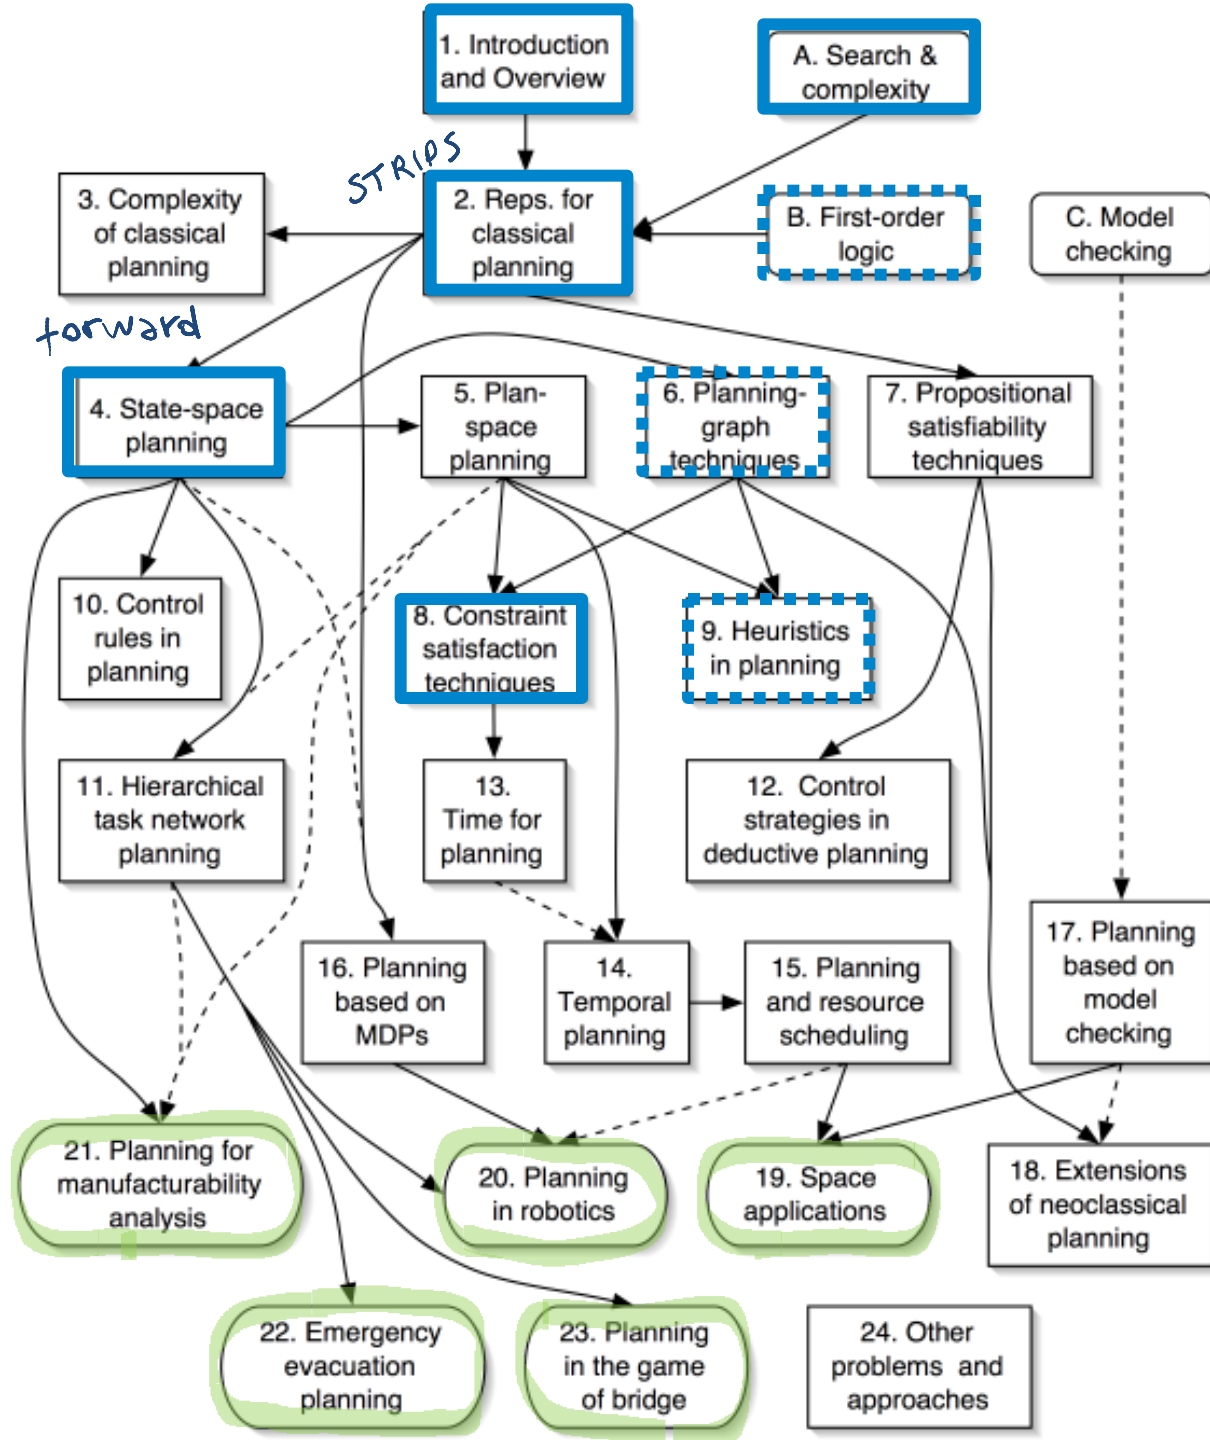 1. Introduction
and Overview
A. Search &
complexity
STRIPS
3. Complexity
of classical
planning
2. Reps. for
classical
planning
B. First-order
logic
C. Model
checking
forward
4. State-space
planning
5. Plan-
space
planning
6. Planning-
graph
techniques
7. Propositional
satisfiability
techniques
10. Control
rules in
planning
8. Constraint
satisfaction
techniques
9. Heuristics
in planning
11. Hierarchical
task network
planning
13.
Time for
planning
12. Control
strategies in
deductive planning
16. Planning
based on
MDPs
14.
Temporal
planning
15. Planning
and resource
scheduling
17. Planning
based on
model
checking
21. Planning for
manufacturability
analysis
20. Planning
in robotics
19. Space
applications
18. Extensions
of neoclassical
planning
22. Emergency
evacuation
planning
23. Planning
in the game
of bridge
24. Other
problems and
approaches